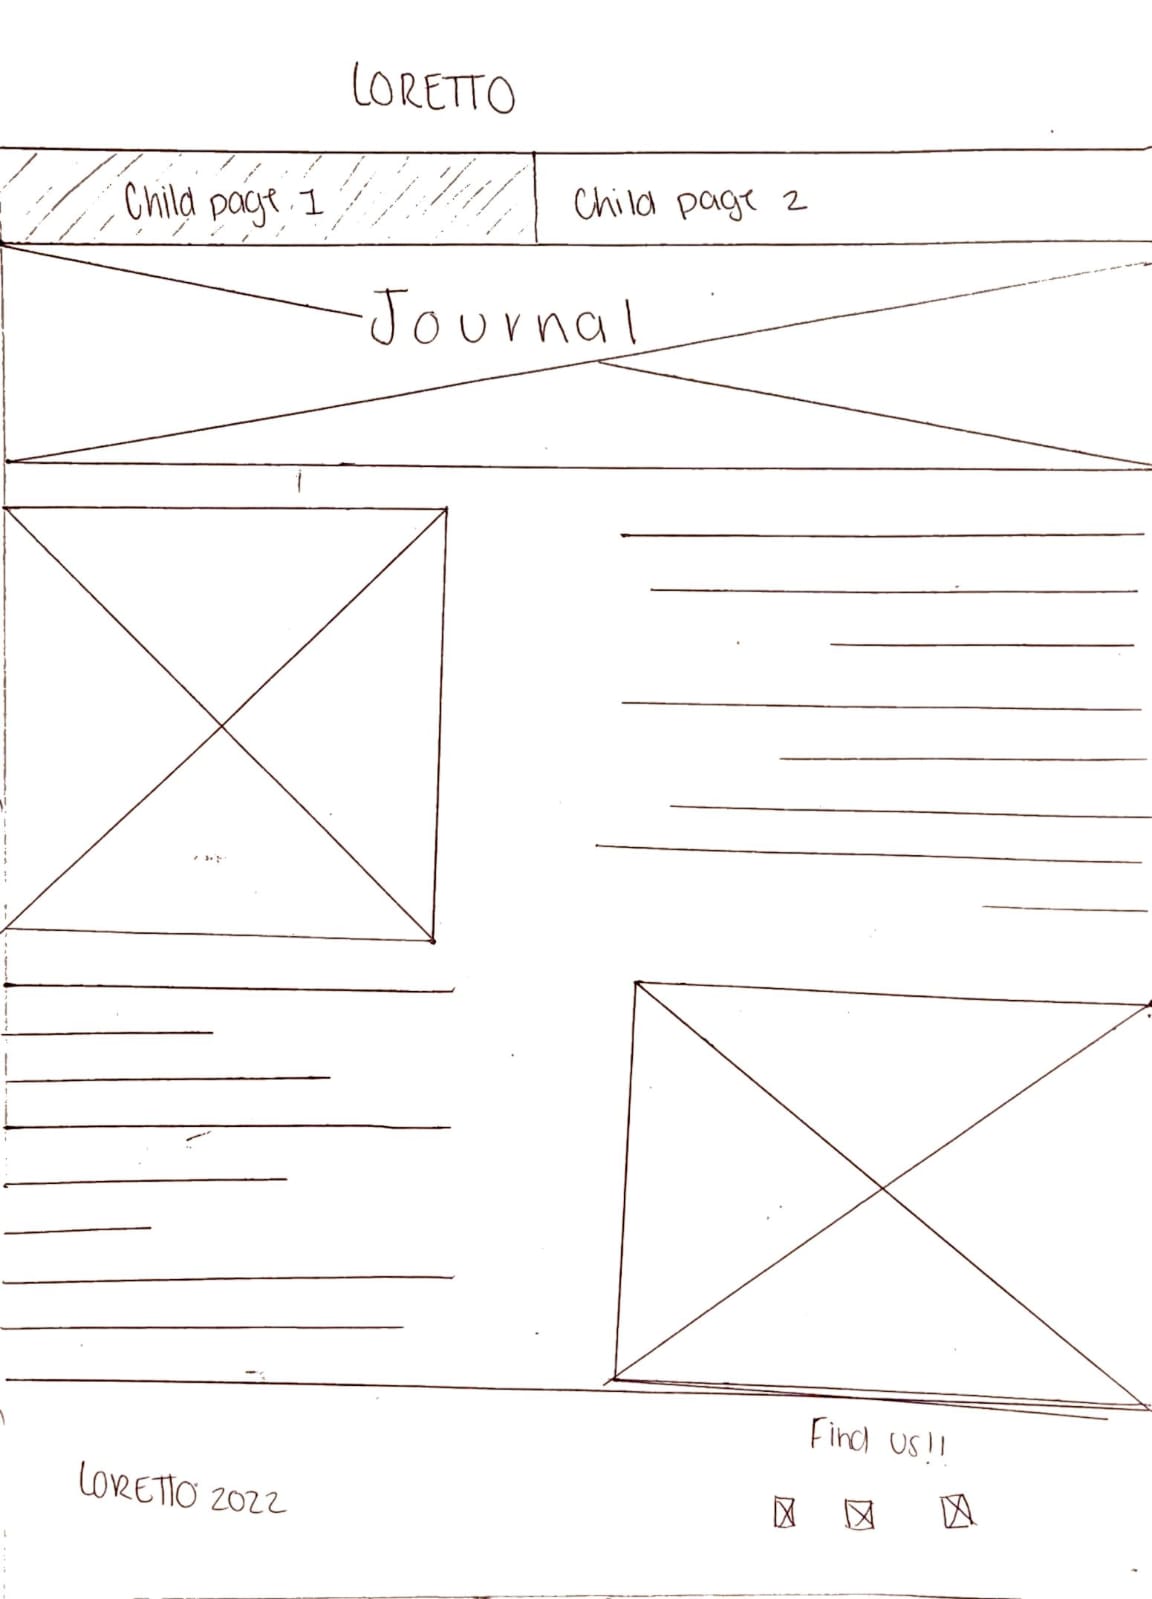 LORETTO
Child page 1
Child page 2
Journal
Find us!!
LORETTO 2022